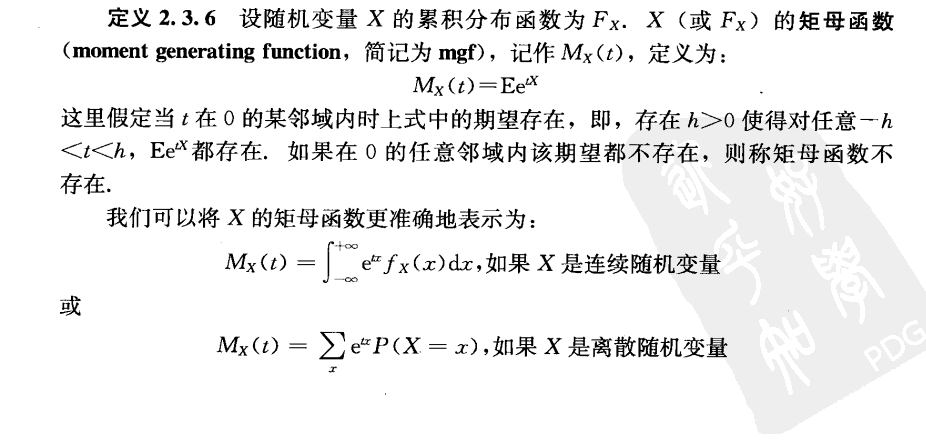 定义 2.3.6 设随机变量 X 的累积分布函数为 F_X. X（或 F_X）的矩母函数
（moment generating function，简记为 mgf），记作 M_X(t)，定义为：
M_X(t)=Ee^{tX}
这里假定当 t 在 0 的某邻域内时上式中的期望存在，即，存在 h>0 使得对任意－h
<t<h，Ee^{tX}都存在. 如果在 0 的任意邻域内该期望都不存在，则称矩母函数不
存在.
我们可以将 X 的矩母函数更准确地表示为：
M_X(t) = ∫_{-∞}^{+∞} e^{tx} f_X(x)dx,如果 X 是连续随机变量
或
M_X(t) = ∑_x e^{tx} P(X = x),如果 X 是离散随机变量
PDG